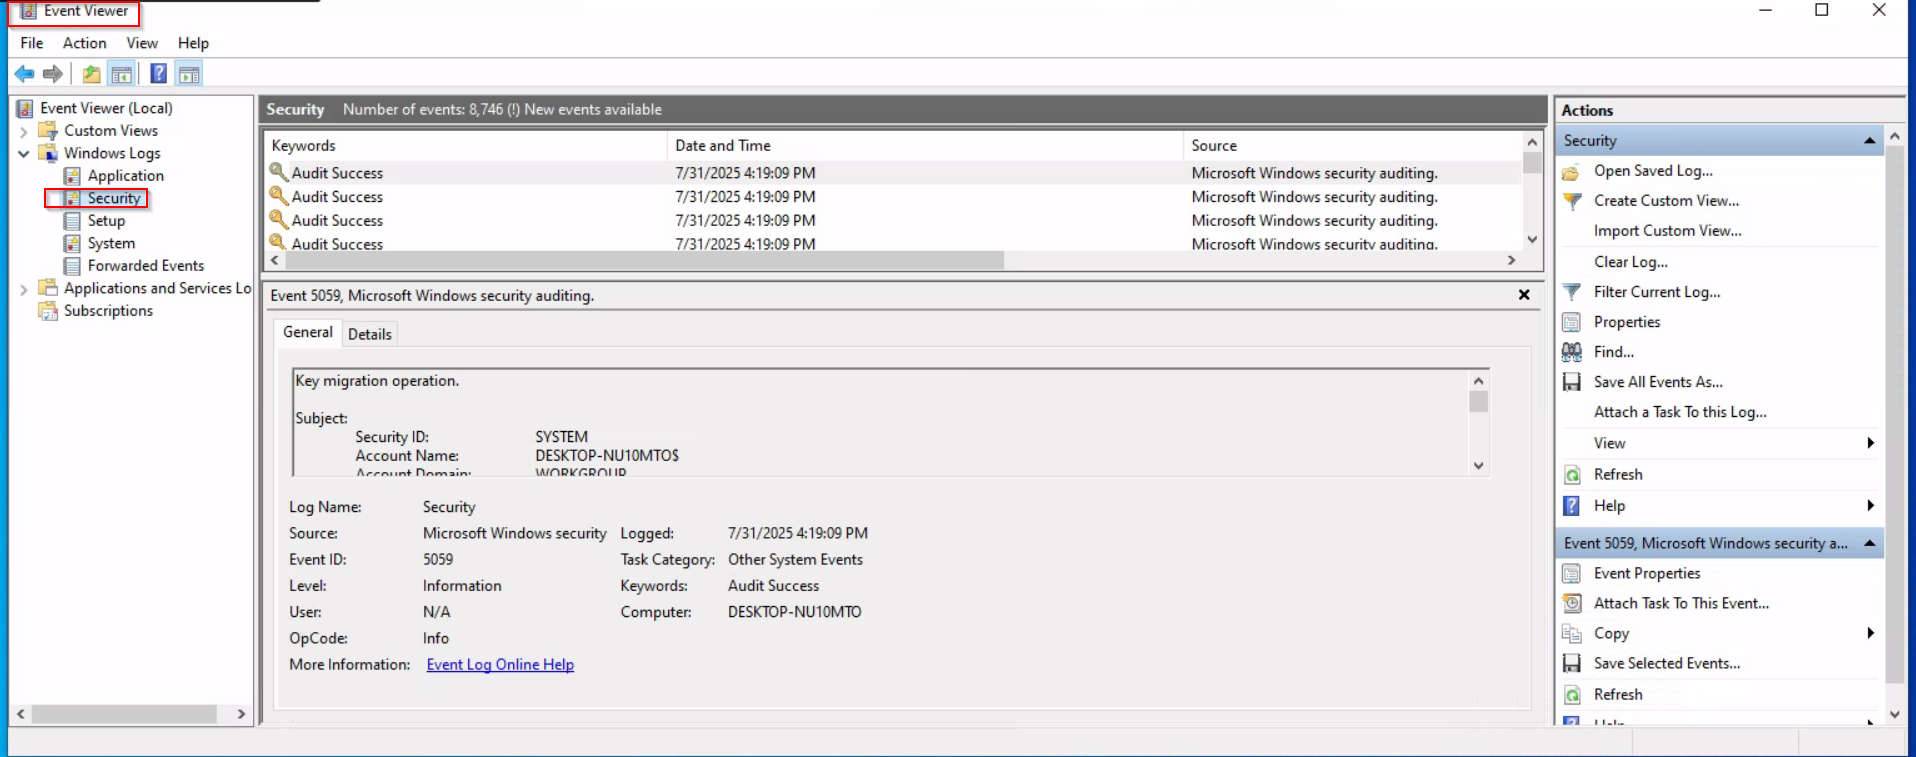 Event Viewer
File Action View Help
Event Viewer (Local)
Custom Views
Windows Logs
Application
Security
Setup
System
Forwarded Events
Applications and Services Lo
Subscriptions
Security Number of events: 8,746 (!) New events available
Keywords Date and Time Source
Audit Success 7/31/2025 4:19:09 PM Microsoft Windows security auditing.
Audit Success 7/31/2025 4:19:09 PM Microsoft Windows security auditing.
Audit Success 7/31/2025 4:19:09 PM Microsoft Windows security auditing.
Audit Success 7/31/2025 4:19:09 PM Microsoft Windows security auditing.
Event 5059, Microsoft Windows security auditing.
General Details
Key migration operation.
Subject:
Security ID: SYSTEM
Account Name: DESKTOP-NU10MTO$
Account Domain: WORKGROUP
Log Name: Security
Source: Microsoft Windows security Logged: 7/31/2025 4:19:09 PM
Event ID: 5059 Task Category: Other System Events
Level: Information Keywords: Audit Success
User: N/A Computer: DESKTOP-NU10MTO
OpCode: Info
More Information: Event Log Online Help
Actions
Security
Open Saved Log...
Create Custom View...
Import Custom View...
Clear Log...
Filter Current Log...
Properties
Find...
Save All Events As...
Attach a Task To this Log...
View
Refresh
Help
Event 5059, Microsoft Windows security a...
Event Properties
Attach Task To This Event...
Copy
Save Selected Events...
Refresh
Help